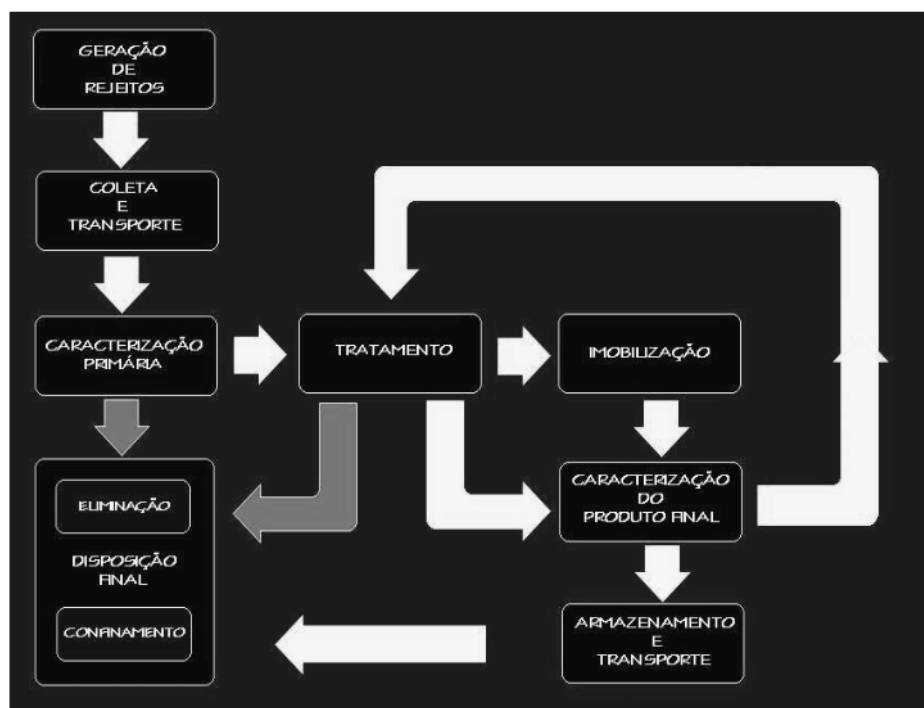 GERAÇÃO
DE
REJEITOS
COLETA
E
TRANSPORTE
CARACTERIZAÇÃO
PRIMÁRIA
TRATAMENTO
IMOBILIZAÇÃO
ELIMINAÇÃO
DISPOSIÇÃO
FINAL
CONFINAMENTO
CARACTERIZAÇÃO
DO
PRODUTO FINAL
ARMAZENAMENTO
E
TRANSPORTE